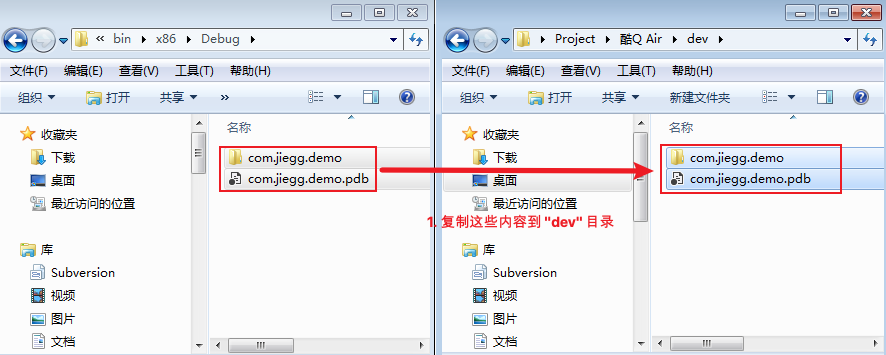 « bin ▸ x86 ▸ Debug ▸
文件(F) 编辑(E) 查看(V) 工具(T) 帮助(H)
组织 打开 共享 »
名称
收藏夹
下载
桌面
最近访问的位置
库
Subversion
视频
图片
文档
com.jiegg.demo
com.jiegg.demo.pdb
▸ Project ▸ 酷Q Air ▸ dev ▸
文件(F) 编辑(E) 查看(V) 工具(T) 帮助(H)
组织 打开 共享 新建文件夹
名称
收藏夹
下载
桌面
最近访问的位置
库
Subversion
视频
图片
文档
com.jiegg.demo
com.jiegg.demo.pdb
1. 复制这些内容到 "dev" 目录